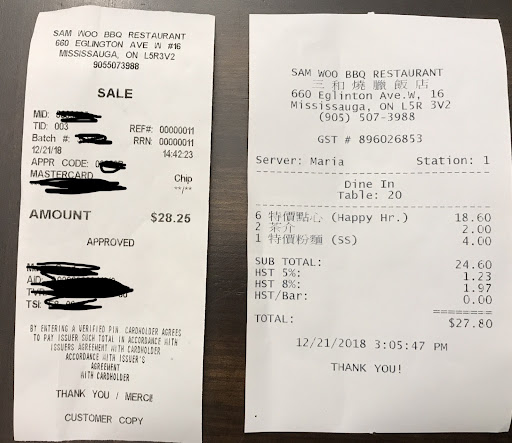 SAM WOO BBQ RESTAURANT
660 EGLINGTON AVE W #16
MISSISSAUGA, ON L5R3V2
9055073988
SALE
MID:
TID: 003 REF#: 00000011
Batch #: RRN: 00000011
12/21/18 14:42:23
APPR CODE:
MASTERCARD Chip
**/**
AMOUNT $28.25
APPROVED
AID
TSI
BY ENTERING A VERIFIED PIN CARDHOLDER AGREES
TO PAY ISSUER SUCH TOTAL IN ACCORDANCE WITH
ISSUERS AGREEMENT WITH CARDHOLDER
ACCORDANCE WITH ISSUER'S
AGREEMENT
WITH CARDHOLDER
THANK YOU / MERCI!
CUSTOMER COPY
SAM WOO BBQ RESTAURANT
三和燒臘飯店
660 Eglinton Ave.W, 16
Mississauga, ON L5R 3V2
(905) 507-3988
GST # 896026853
Server: Maria Station: 1
Dine In
Table: 20
6 特價點心 (Happy Hr.) 18.60
2 茶介 2.00
1 特價粉麵 (SS) 4.00
SUB TOTAL: 24.60
HST 5%: 1.23
HST 8%: 1.97
HST/Bar: 0.00
TOTAL: $27.80
12/21/2018 3:05:47 PM
THANK YOU!